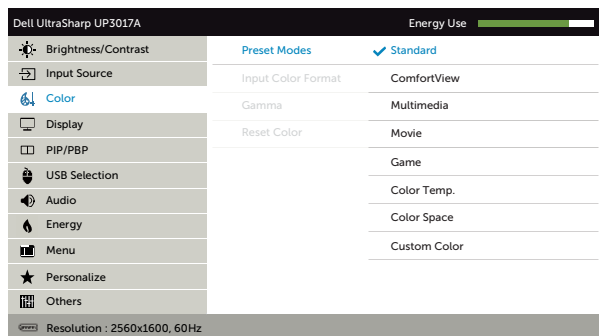 Dell UltraSharp UP3017A
Energy Use
Brightness/Contrast
Input Source
Color
Display
PIP/PBP
USB Selection
Audio
Energy
Menu
Personalize
Others
Preset Modes
Input Color Format
Gamma
Reset Color
Standard
ComfortView
Multimedia
Movie
Game
Color Temp.
Color Space
Custom Color
Resolution : 2560x1600, 60Hz